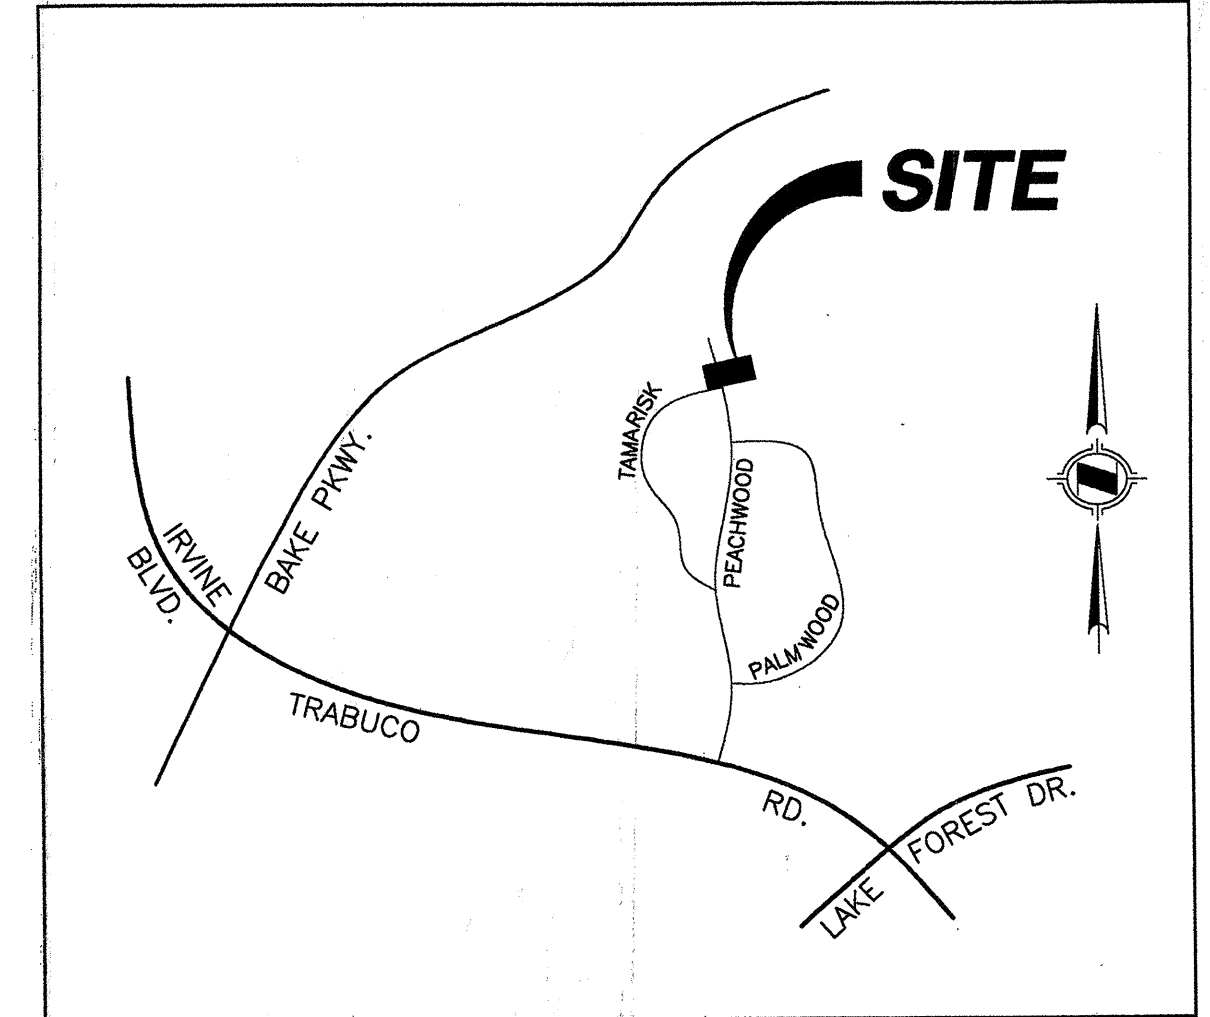 SITE
TAMARISK
BAKE PKWY.
PEACHWOOD
IRVINE
BLVD.
PALMWOOD
TRABUCO
RD.
FOREST DR.
LAKE